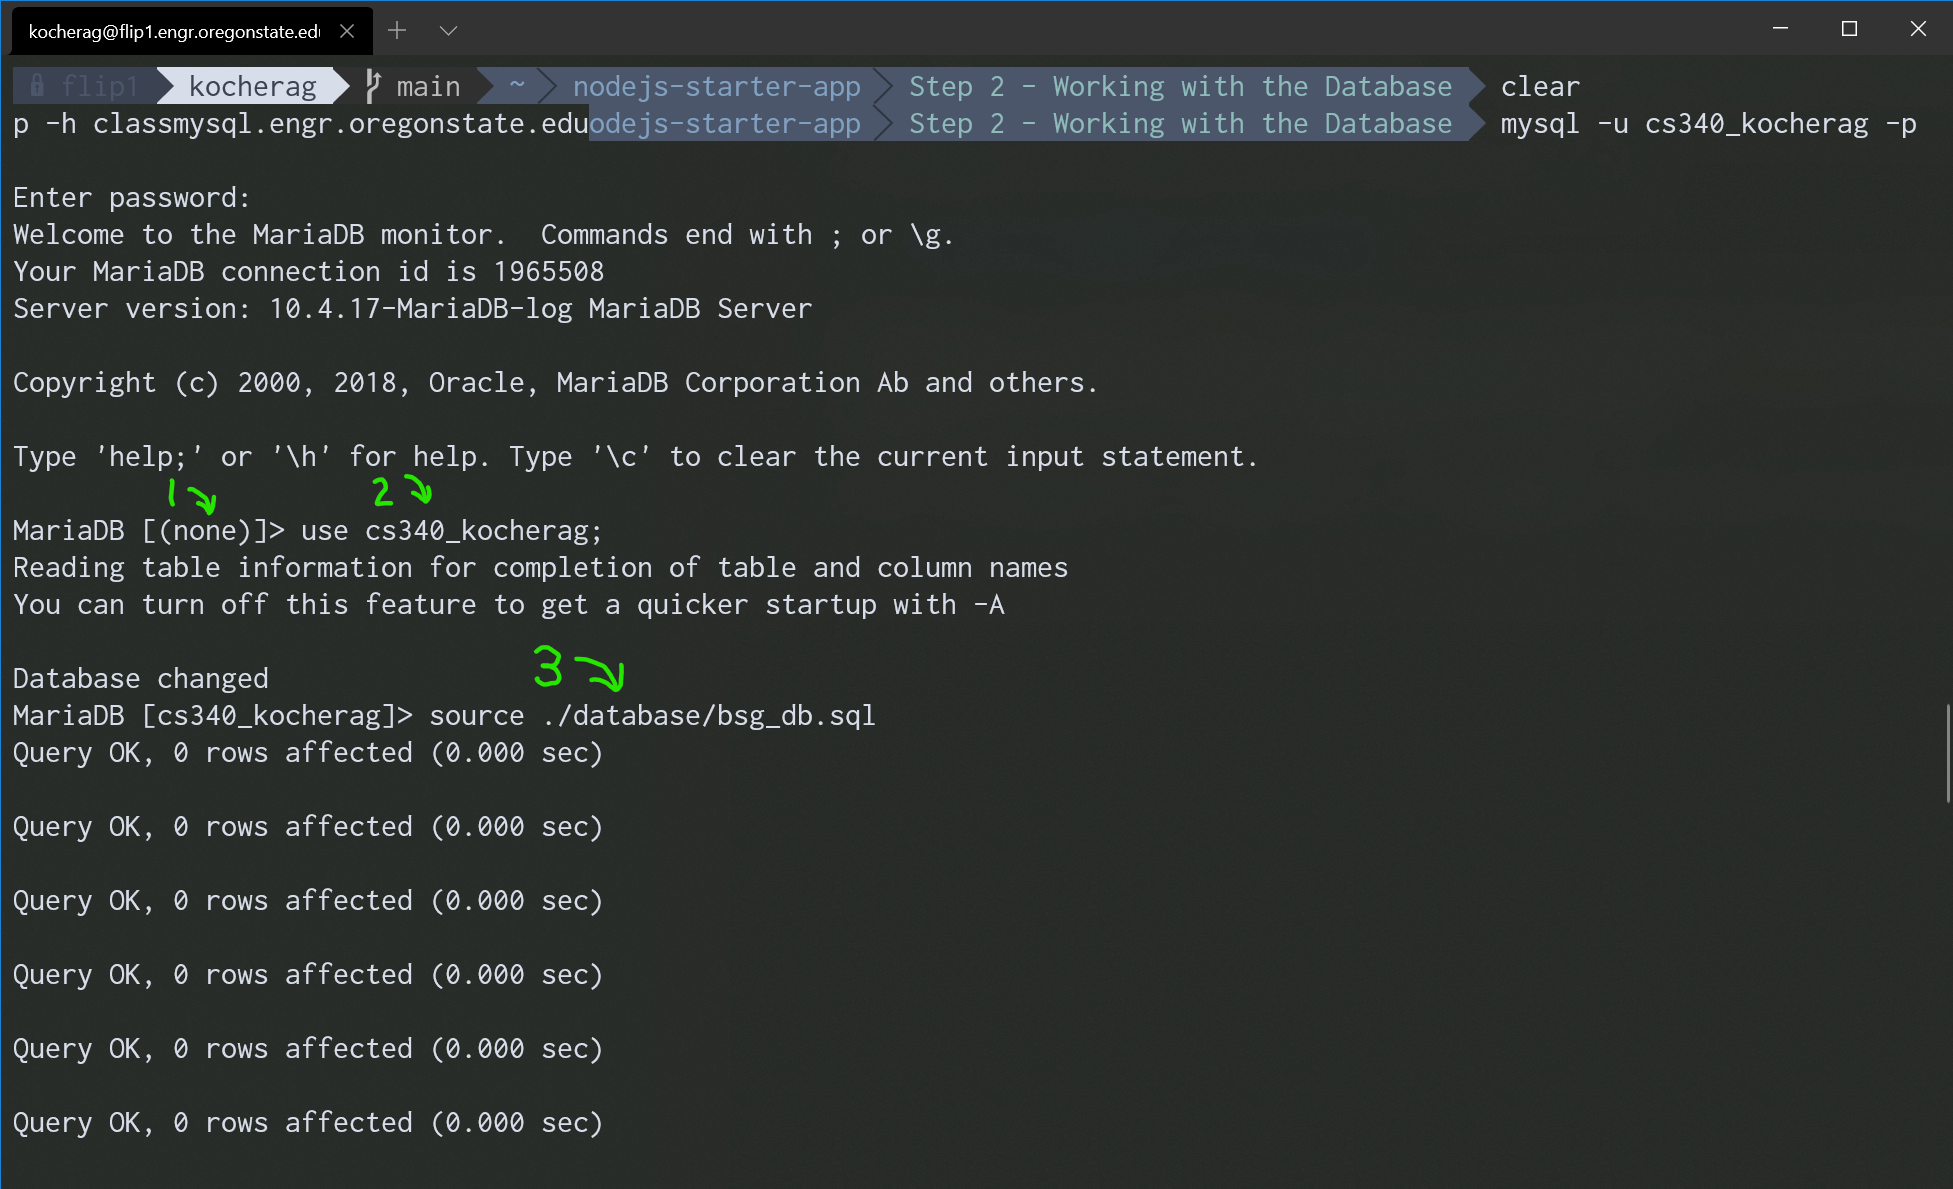 kocherag@flip1.engr.oregonstate.edu
flip1 kocherag main ~ nodejs-starter-app Step 2 - Working with the Database clear
p -h classmysql.engr.oregonstate.eduodejs-starter-app Step 2 - Working with the Database mysql -u cs340_kocherag -p
Enter password:
Welcome to the MariaDB monitor.  Commands end with ; or \g.
Your MariaDB connection id is 1965508
Server version: 10.4.17-MariaDB-log MariaDB Server
Copyright (c) 2000, 2018, Oracle, MariaDB Corporation Ab and others.
Type 'help;' or '\h' for help. Type '\c' to clear the current input statement.
1 2
MariaDB [(none)]> use cs340_kocherag;
Reading table information for completion of table and column names
You can turn off this feature to get a quicker startup with -A
3
Database changed
MariaDB [cs340_kocherag]> source ./database/bsg_db.sql
Query OK, 0 rows affected (0.000 sec)
Query OK, 0 rows affected (0.000 sec)
Query OK, 0 rows affected (0.000 sec)
Query OK, 0 rows affected (0.000 sec)
Query OK, 0 rows affected (0.000 sec)
Query OK, 0 rows affected (0.000 sec)